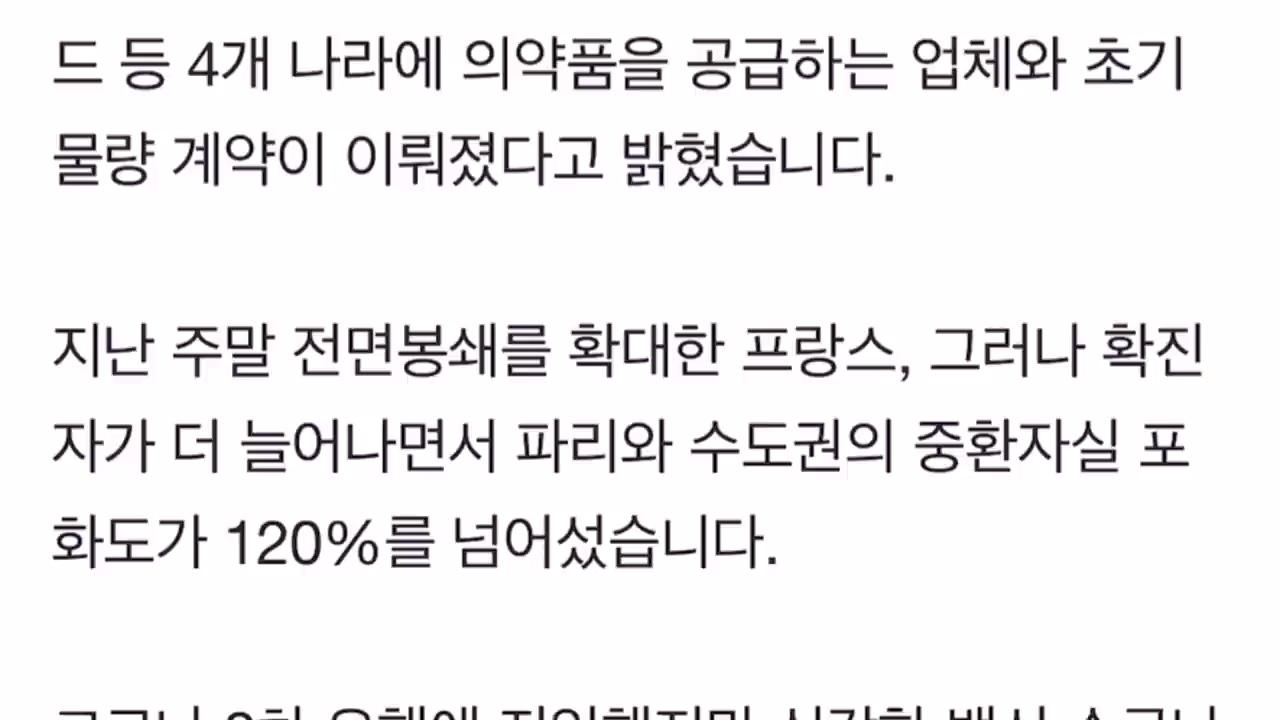 드 등 4개 나라에 의약품을 공급하는 업체와 초기
물량 계약이 이뤄졌다고 밝혔습니다.
지난 주말 전면봉쇄를 확대한 프랑스, 그러나 확진
자가 더 늘어나면서 파리와 수도권의 중환자실 포
화도가 120%를 넘어섰습니다.